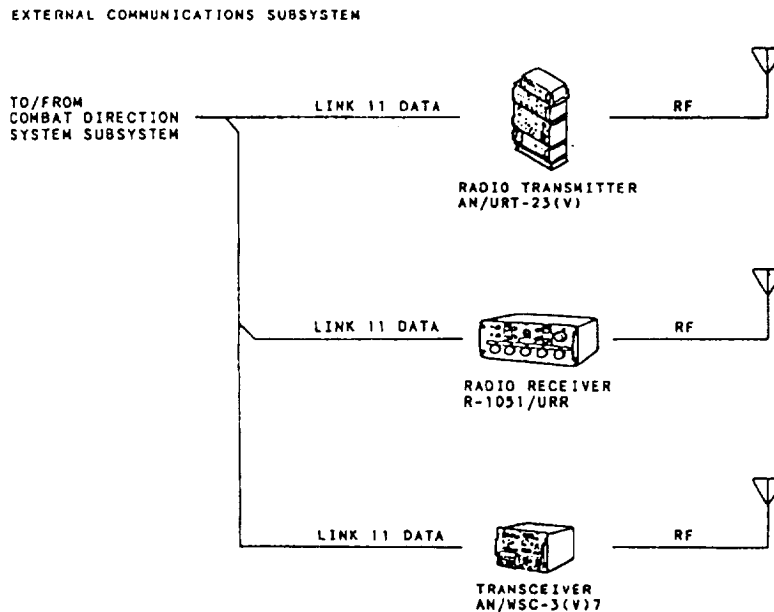 EXTERNAL COMMUNICATIONS SUBSYSTEM
TO/FROM
COMBAT DIRECTION
SYSTEM SUBSYSTEM
LINK 11 DATA
RF
RADIO TRANSMITTER
AN/URT-23(V)
LINK 11 DATA
RF
RADIO RECEIVER
R-1051/URR
LINK 11 DATA
RF
TRANSCEIVER
AN/WSC-3(V)7